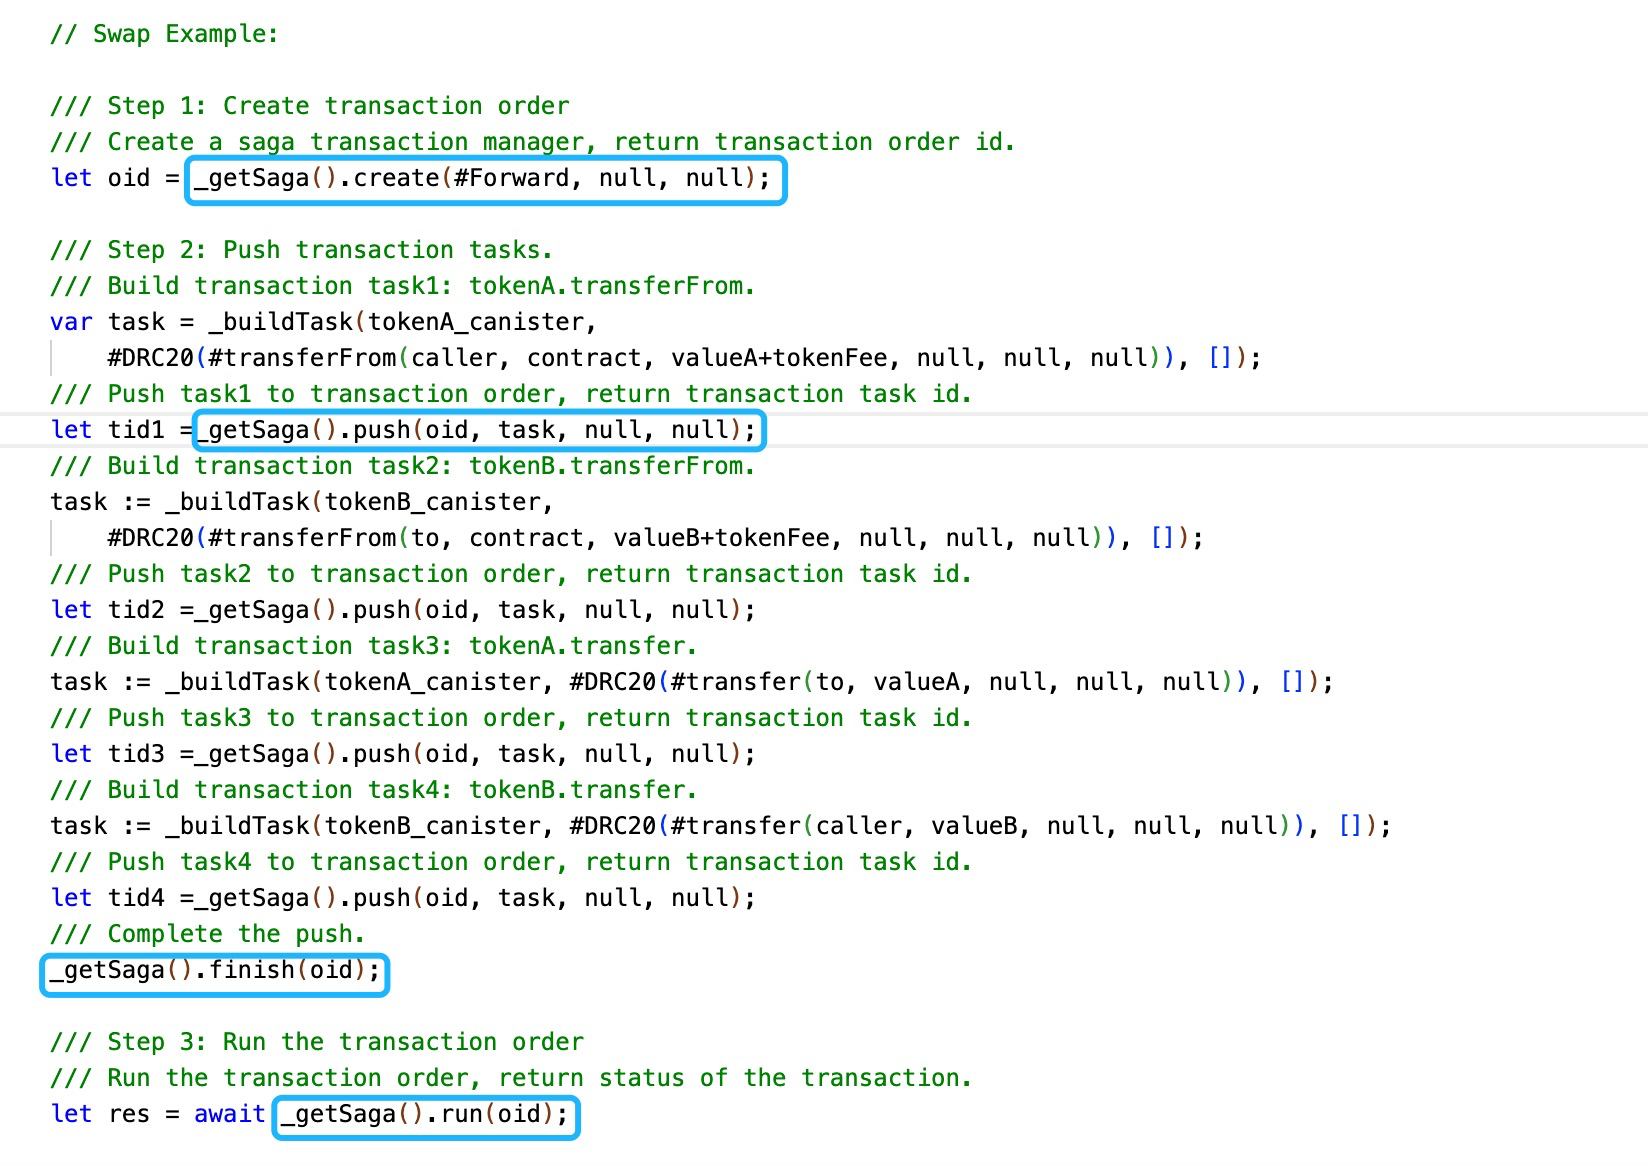 // Swap Example:
/// Step 1: Create transaction order
/// Create a saga transaction manager, return transaction order id.
let oid = _getSaga().create(#Forward, null, null);
/// Step 2: Push transaction tasks.
/// Build transaction task1: tokenA.transferFrom.
var task = _buildTask(tokenA_canister,
#DRC20(#transferFrom(caller, contract, valueA+tokenFee, null, null, null)), []);
/// Push task1 to transaction order, return transaction task id.
let tid1 =_getSaga().push(oid, task, null, null);
/// Build transaction task2: tokenB.transferFrom.
task := _buildTask(tokenB_canister,
#DRC20(#transferFrom(to, contract, valueB+tokenFee, null, null, null)), []);
/// Push task2 to transaction order, return transaction task id.
let tid2 =_getSaga().push(oid, task, null, null);
/// Build transaction task3: tokenA.transfer.
task := _buildTask(tokenA_canister, #DRC20(#transfer(to, valueA, null, null, null)), []);
/// Push task3 to transaction order, return transaction task id.
let tid3 =_getSaga().push(oid, task, null, null);
/// Build transaction task4: tokenB.transfer.
task := _buildTask(tokenB_canister, #DRC20(#transfer(caller, valueB, null, null, null)), []);
/// Push task4 to transaction order, return transaction task id.
let tid4 =_getSaga().push(oid, task, null, null);
/// Complete the push.
_getSaga().finish(oid);
/// Step 3: Run the transaction order
/// Run the transaction order, return status of the transaction.
let res = await _getSaga().run(oid);